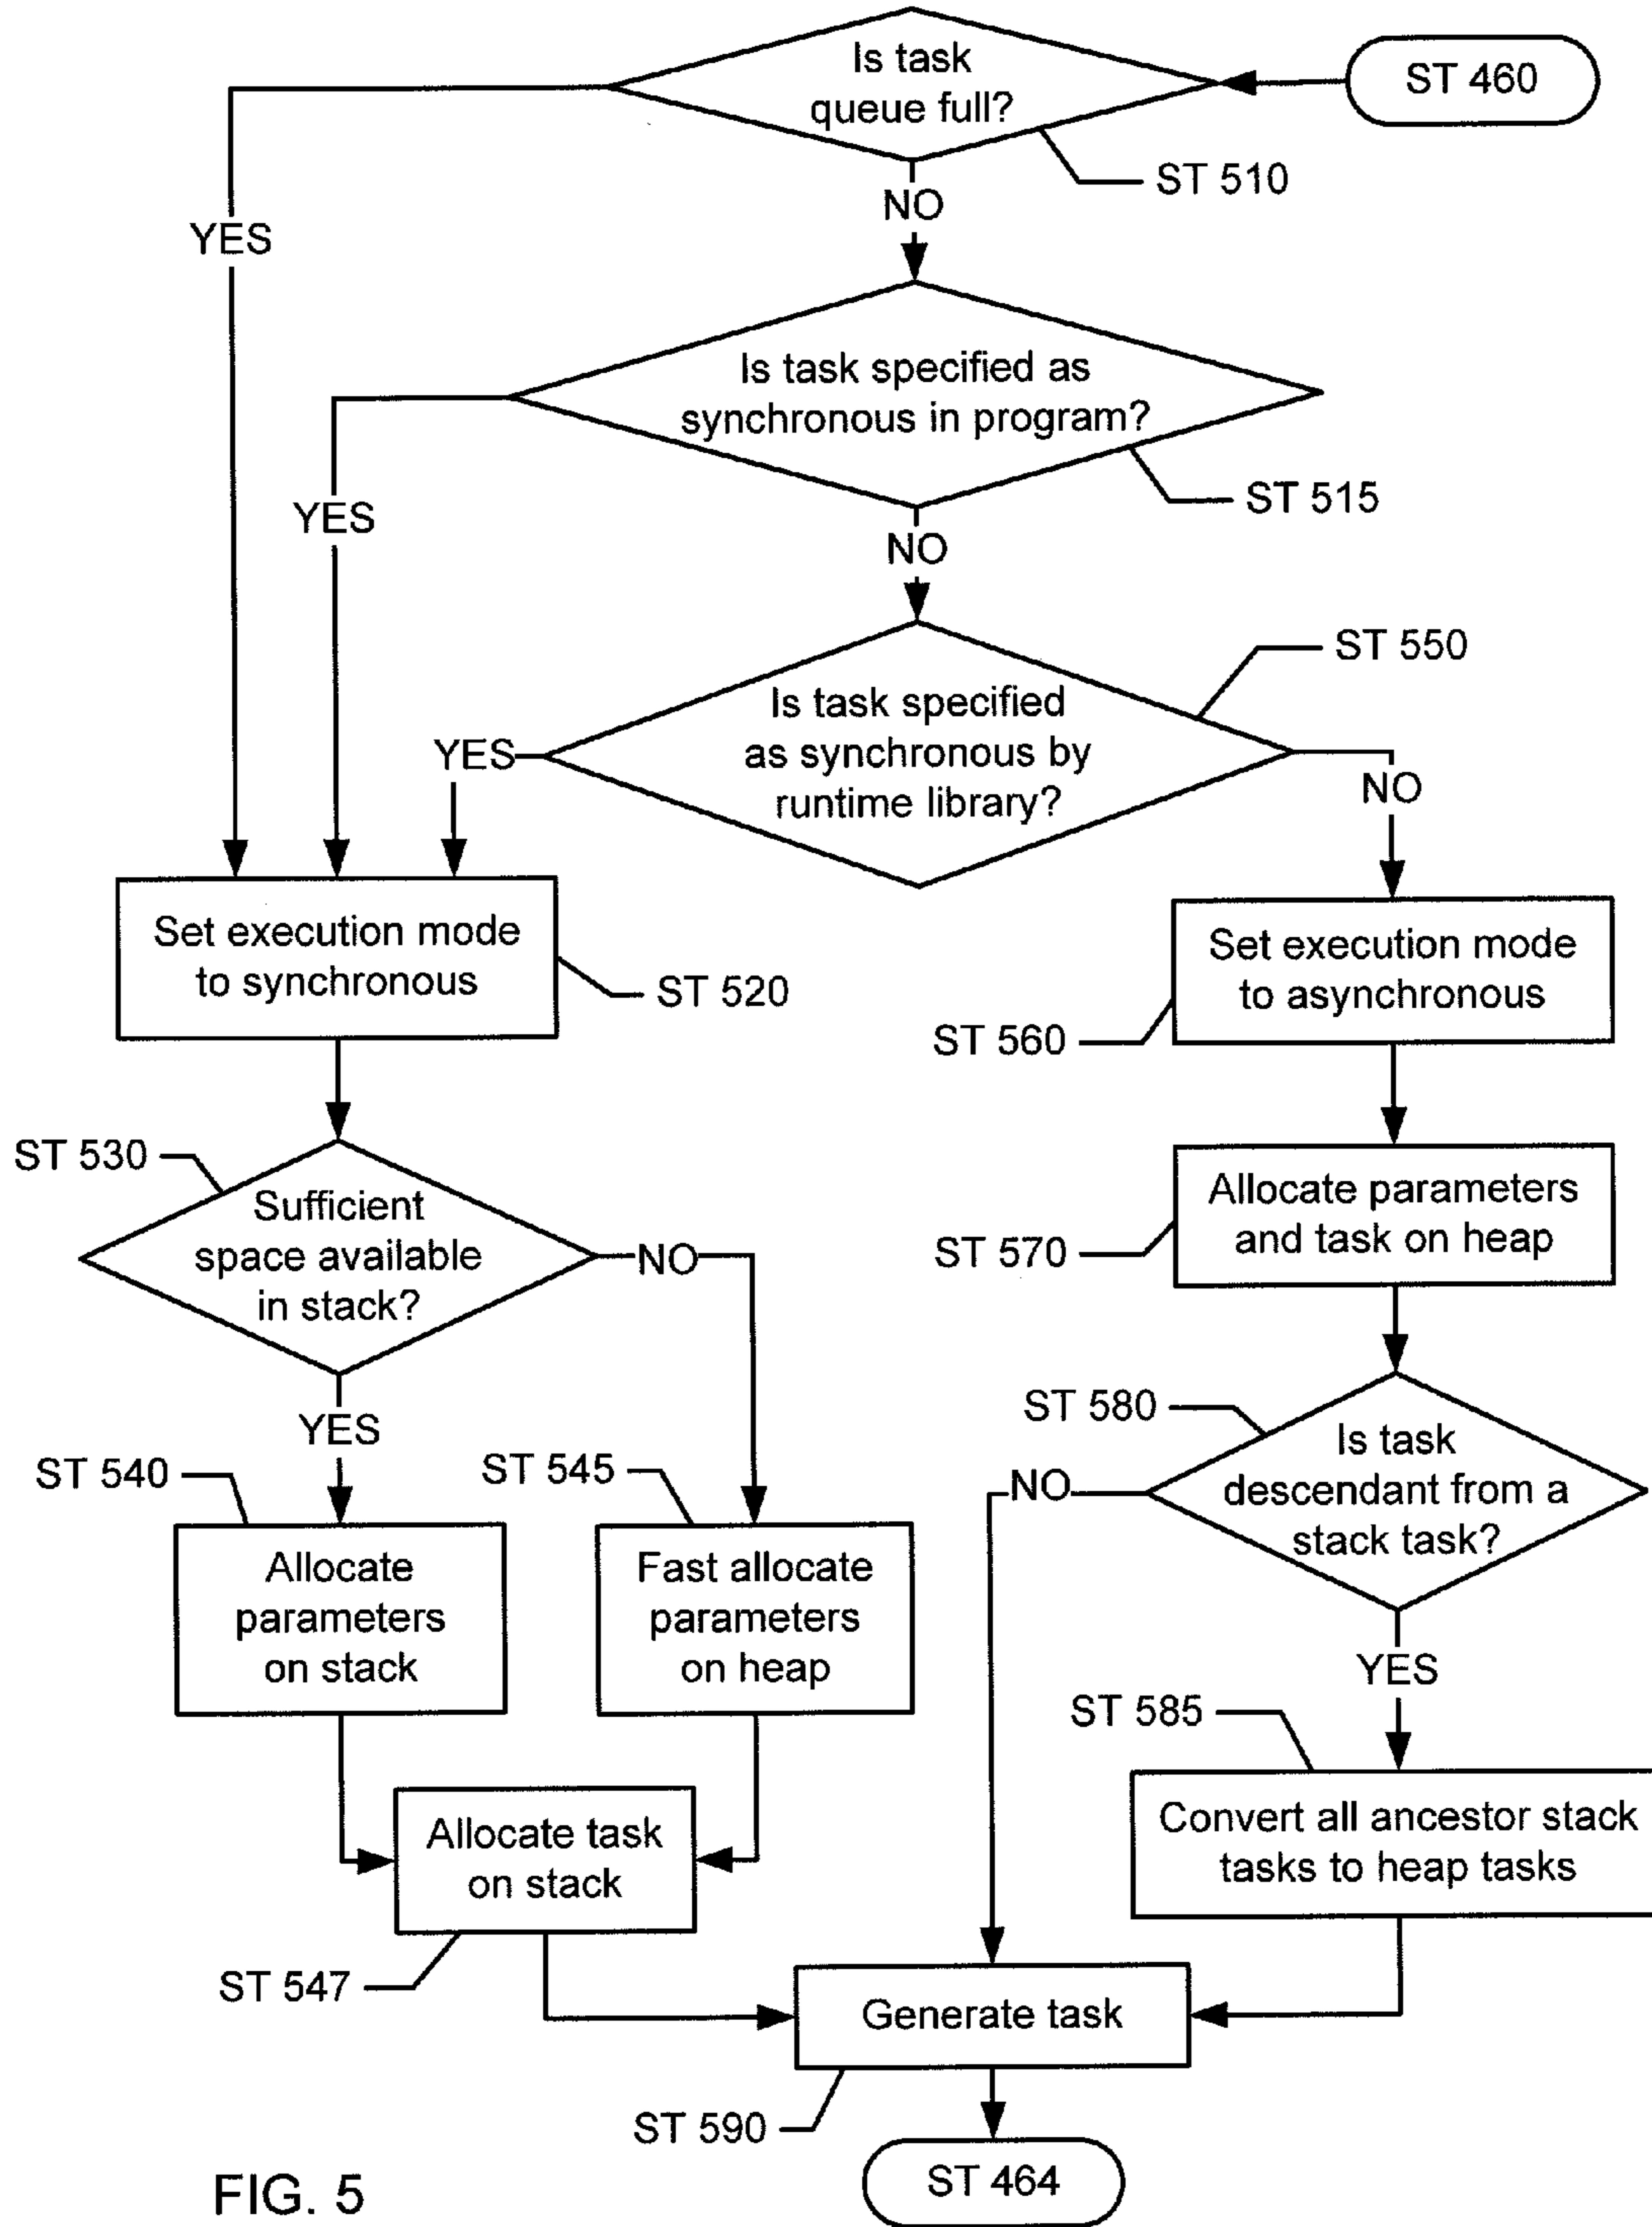 Is task
queue full?
ST 460
ST 510
NO
YES
Is task specified as
synchronous in program?
ST 515
YES
NO
ST 550
Is task specified
as synchronous by
runtime library?
YES
NO
Set execution mode
to synchronous
ST 520
Set execution mode
to asynchronous
ST 560
ST 530
Sufficient
space available
in stack?
NO
YES
Allocate parameters
and task on heap
ST 570
ST 580
Is task
descendant from a
stack task?
NO
YES
ST 540
ST 545
Allocate
parameters
on stack
Fast allocate
parameters
on heap
ST 585
Convert all ancestor stack
tasks to heap tasks
Allocate task
on stack
ST 547
Generate task
ST 590
ST 464
FIG. 5